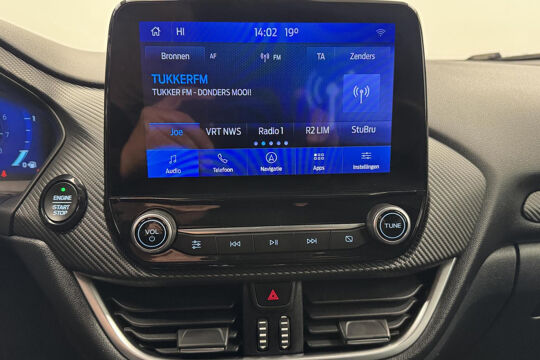 HI 14:02 19°
Bronnen AF FM TA Zenders
TUKKERFM
TUKKER FM - DONDERS MOOI!
Joe VRT NWS Radio 1 R2 LIM StuBru
Audio Telefoon Navigatie Apps Instellingen
ENGINE
START
STOP
VOL
TUNE